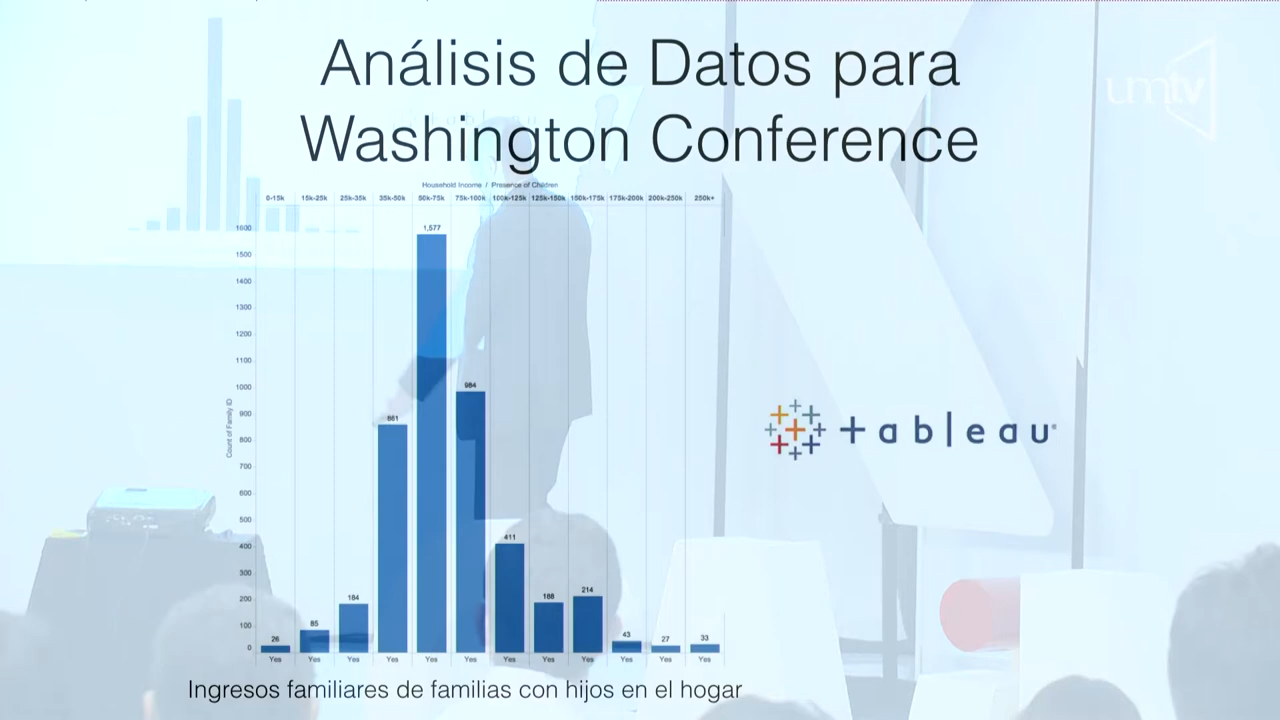 Análisis de Datos para
Washington Conference
umtv
Household Income / Presence of Children
0-15k 15k-25k 25k-35k 35k-50k 50k-75k 75k-100k 100k-125k 125k-150k 150k-175k 175k-200k 200k-250k 250k+
1600
1500
1400
1300
1200
1100
1000
900
800
700
600
500
400
300
200
100
0
Count of Family ID
26 85 184 861 1,577 984 411 188 214 43 27 33
Yes Yes Yes Yes Yes Yes Yes Yes Yes Yes Yes Yes
tableau
Ingresos familiares de familias con hijos en el hogar